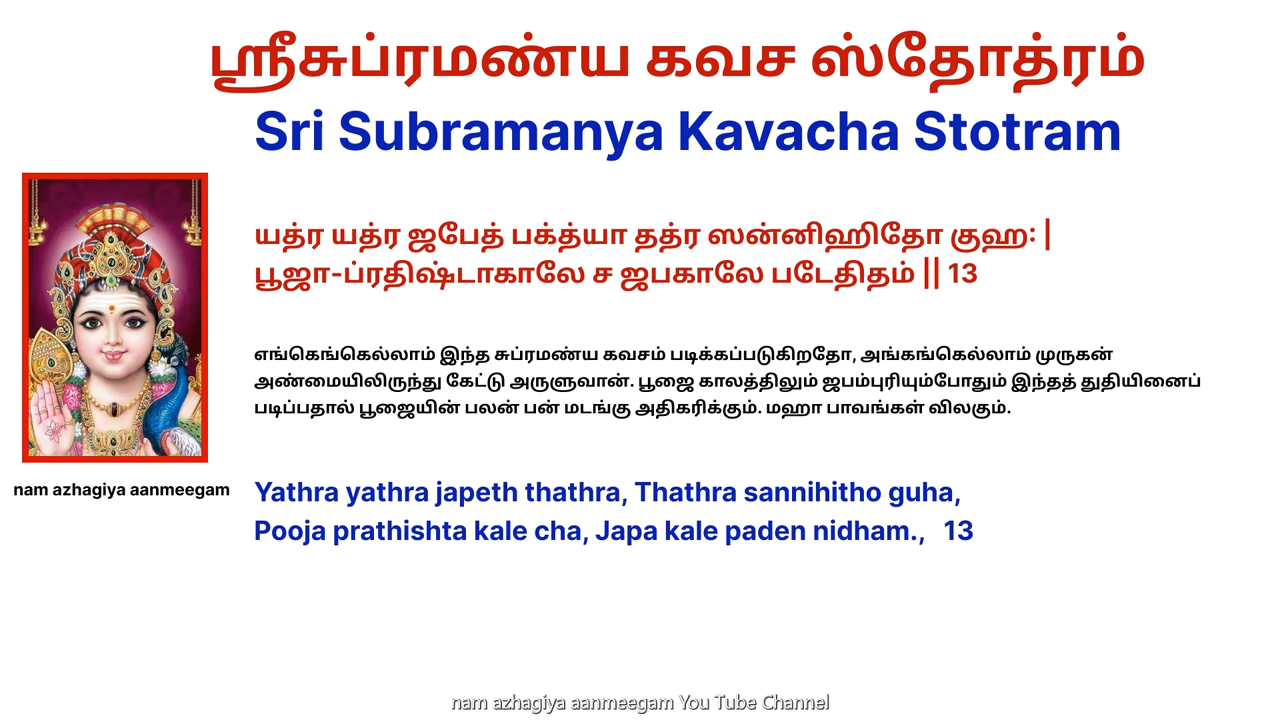 ஸ்ரீசுப்ரமண்ய கவச ஸ்தோத்ரம்
Sri Subramanya Kavacha Stotram
யத்ர யத்ர ஜபேத் பக்த்யா தத்ர ஸன்னிஹிதோ குஹ: |
பூஜா-ப்ரதிஷ்டாகாலே ச ஜபகாலே படேதிதம் || 13
எங்கெங்கெல்லாம் இந்த சுப்ரமண்ய கவசம் படிக்கப்படுகிறதோ, அங்கங்கெல்லாம் முருகன்
அண்மையிலிருந்து கேட்டு அருளுவான். பூஜை காலத்திலும் ஜபம்புரியும்போதும் இந்தத் துதியினைப்
படிப்பதால் பூஜையின் பலன் பன் மடங்கு அதிகரிக்கும். மஹா பாவங்கள் விலகும்.
nam azhagiya aanmeegam
Yathra yathra japeth thathra, Thathra sannihitho guha,
Pooja prathishta kale cha, Japa kale paden nidham., 13
nam azhagiya aanmeegam You Tube Channel